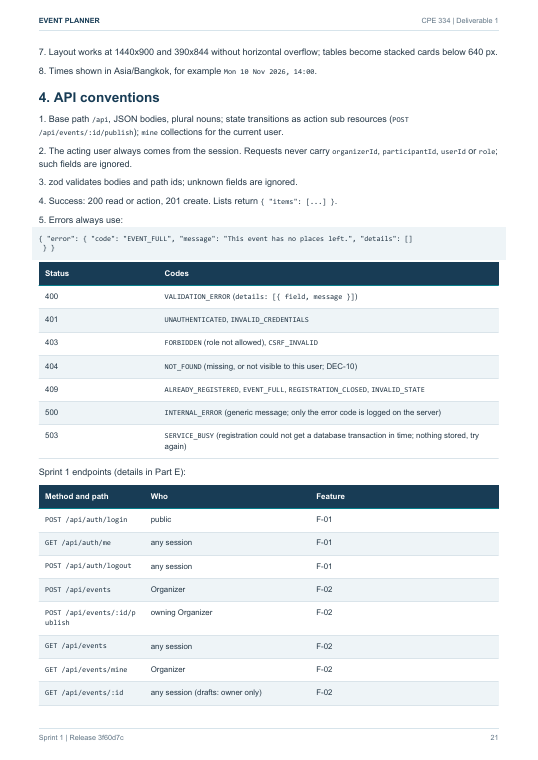 EVENT PLANNER
CPE 334 | Deliverable 1
7. Layout works at 1440x900 and 390x844 without horizontal overflow; tables become stacked cards below 640 px.
8. Times shown in Asia/Bangkok, for example Mon 10 Nov 2026, 14:00.
4. API conventions
1. Base path /api, JSON bodies, plural nouns; state transitions as action sub resources (POST
/api/events/:id/publish); mine collections for the current user.
2. The acting user always comes from the session. Requests never carry organizerId, participantId, userId or role;
such fields are ignored.
3. zod validates bodies and path ids; unknown fields are ignored.
4. Success: 200 read or action, 201 create. Lists return { "items": [...] }.
5. Errors always use:
{ "error": { "code": "EVENT_FULL", "message": "This event has no places left.", "details": []
} }
Status Codes
400 VALIDATION_ERROR (details: [{ field, message }])
401 UNAUTHENTICATED, INVALID_CREDENTIALS
403 FORBIDDEN (role not allowed), CSRF_INVALID
404 NOT_FOUND (missing, or not visible to this user; DEC-10)
409 ALREADY_REGISTERED, EVENT_FULL, REGISTRATION_CLOSED, INVALID_STATE
500 INTERNAL_ERROR (generic message; only the error code is logged on the server)
503 SERVICE_BUSY (registration could not get a database transaction in time; nothing stored, try
again)
Sprint 1 endpoints (details in Part E):
Method and path Who Feature
POST /api/auth/login public F-01
GET /api/auth/me any session F-01
POST /api/auth/logout any session F-01
POST /api/events Organizer F-02
POST /api/events/:id/p owning Organizer F-02
ublish
GET /api/events any session F-02
GET /api/events/mine Organizer F-02
GET /api/events/:id any session (drafts: owner only) F-02
Sprint 1 | Release 3f60d7c
21